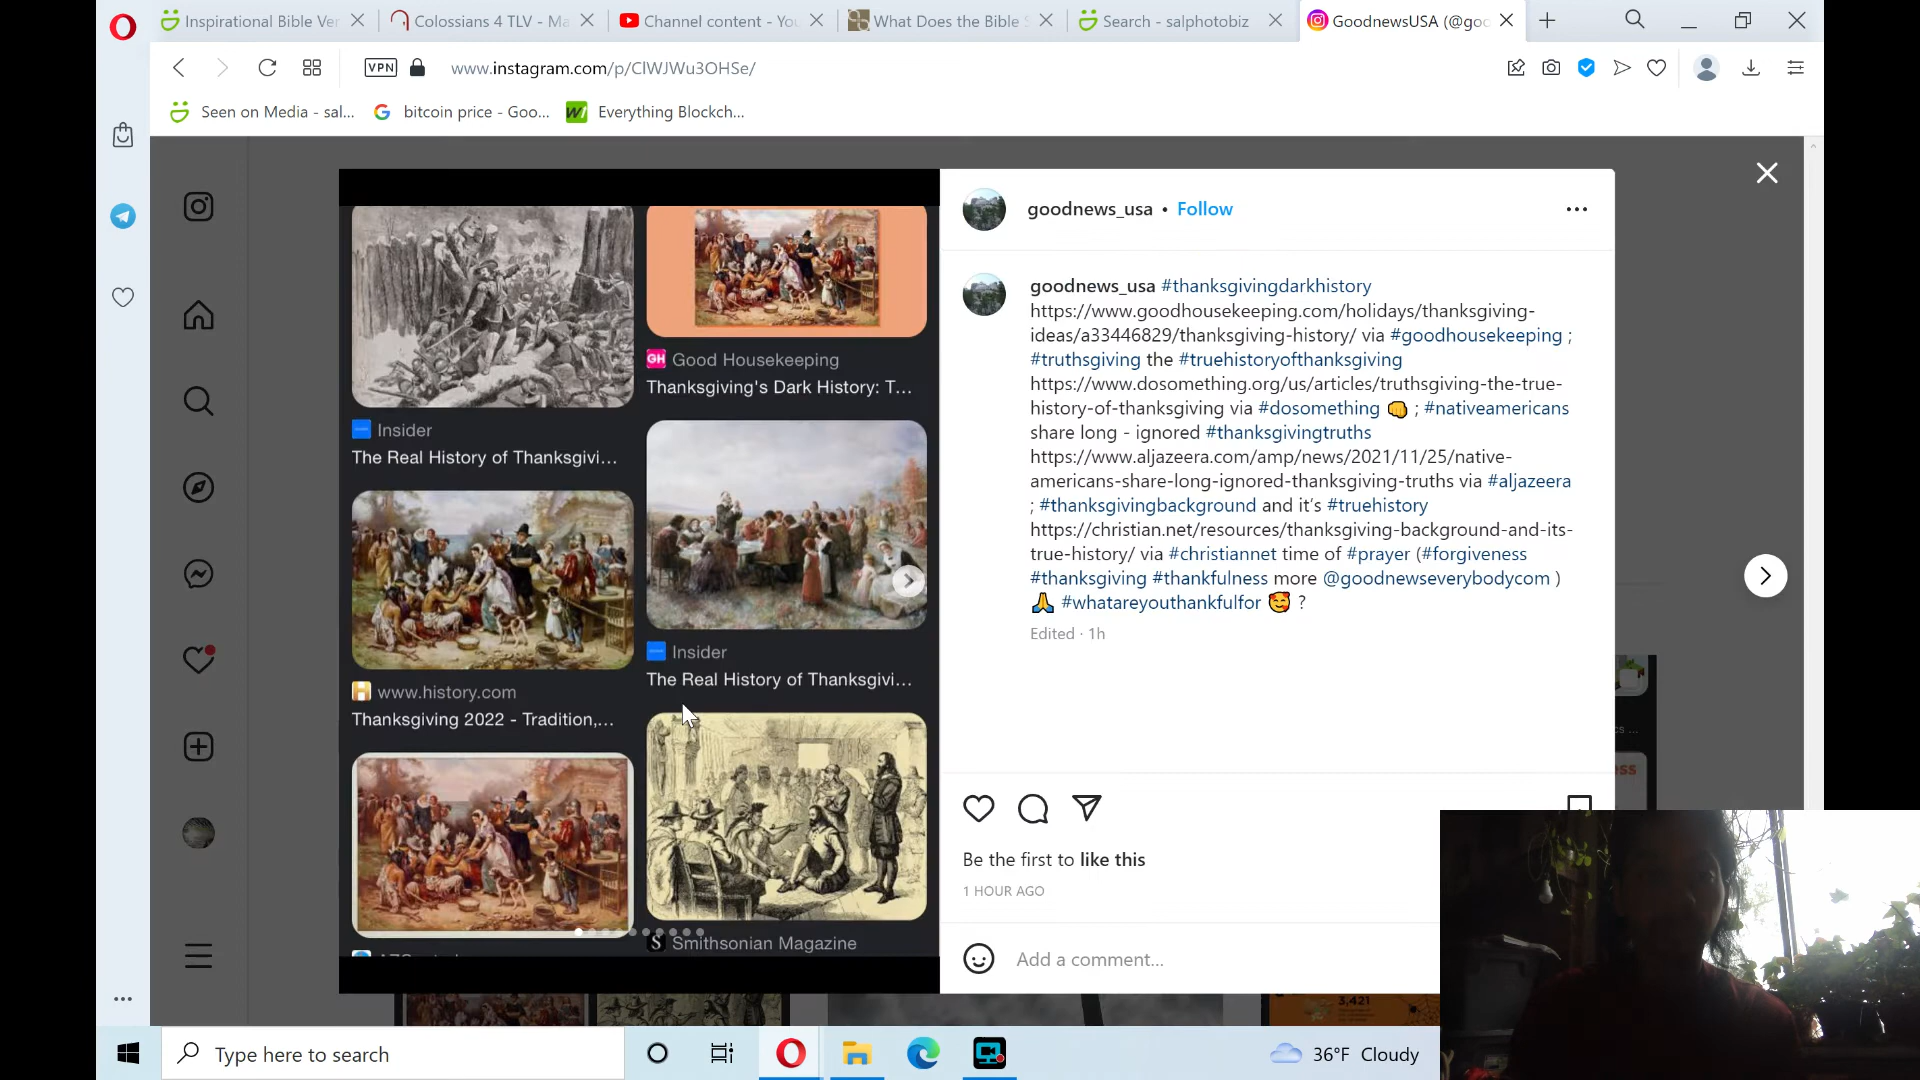 Inspirational Bible Ver
Colossians 4 TLV - Ma
Channel content - You
What Does the Bible S
Search - salphotobiz
GoodnewsUSA (@goo
VPN
www.instagram.com/p/ClWJWu3OHSe/
Seen on Media - sal...
bitcoin price - Goo...
Everything Blockch...
Insider
The Real History of Thanksgivi...
www.history.com
Thanksgiving 2022 - Tradition,...
GH Good Housekeeping
Thanksgiving's Dark History: T...
Insider
The Real History of Thanksgivi...
Smithsonian Magazine
goodnews_usa • Follow
goodnews_usa #thanksgivingdarkhistory
https://www.goodhousekeeping.com/holidays/thanksgiving-
ideas/a33446829/thanksgiving-history/ via #goodhousekeeping ;
#truthsgiving the #truehistoryofthanksgiving
https://www.dosomething.org/us/articles/truthsgiving-the-true-
history-of-thanksgiving via #dosomething 👊 ; #nativeamericans
share long - ignored #thanksgivingtruths
https://www.aljazeera.com/amp/news/2021/11/25/native-
americans-share-long-ignored-thanksgiving-truths via #aljazeera
; #thanksgivingbackground and it's #truehistory
https://christian.net/resources/thanksgiving-background-and-its-
true-history/ via #christiannet time of #prayer (#forgiveness
#thanksgiving #thankfulness more @goodnewseverybodycom )
🙏 #whatareyouthankfulfor 🥰 ?
Edited · 1h
Be the first to like this
1 HOUR AGO
Add a comment...
3,421
Type here to search
36°F Cloudy